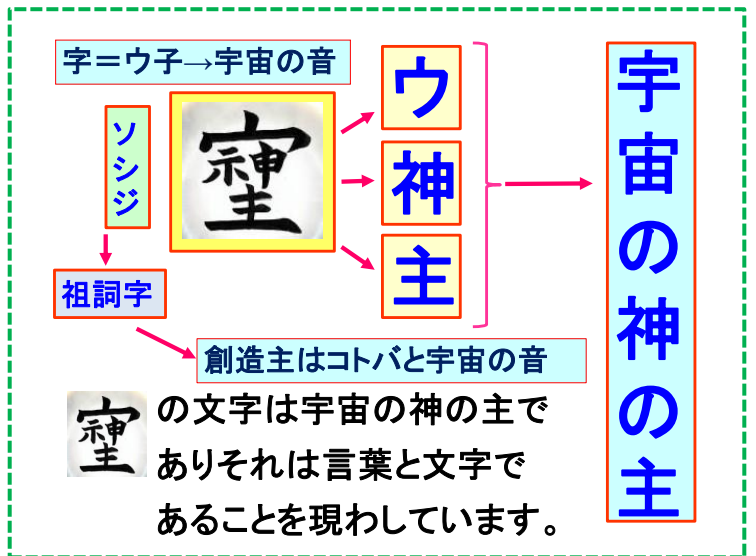 字＝ウ子→宇宙の音
ソシジ
ウ
神
主
宇宙の神の主
祖詞字
創造主はコトバと宇宙の音
の文字は宇宙の神の主で
ありそれは言葉と文字で
あることを現わしています。